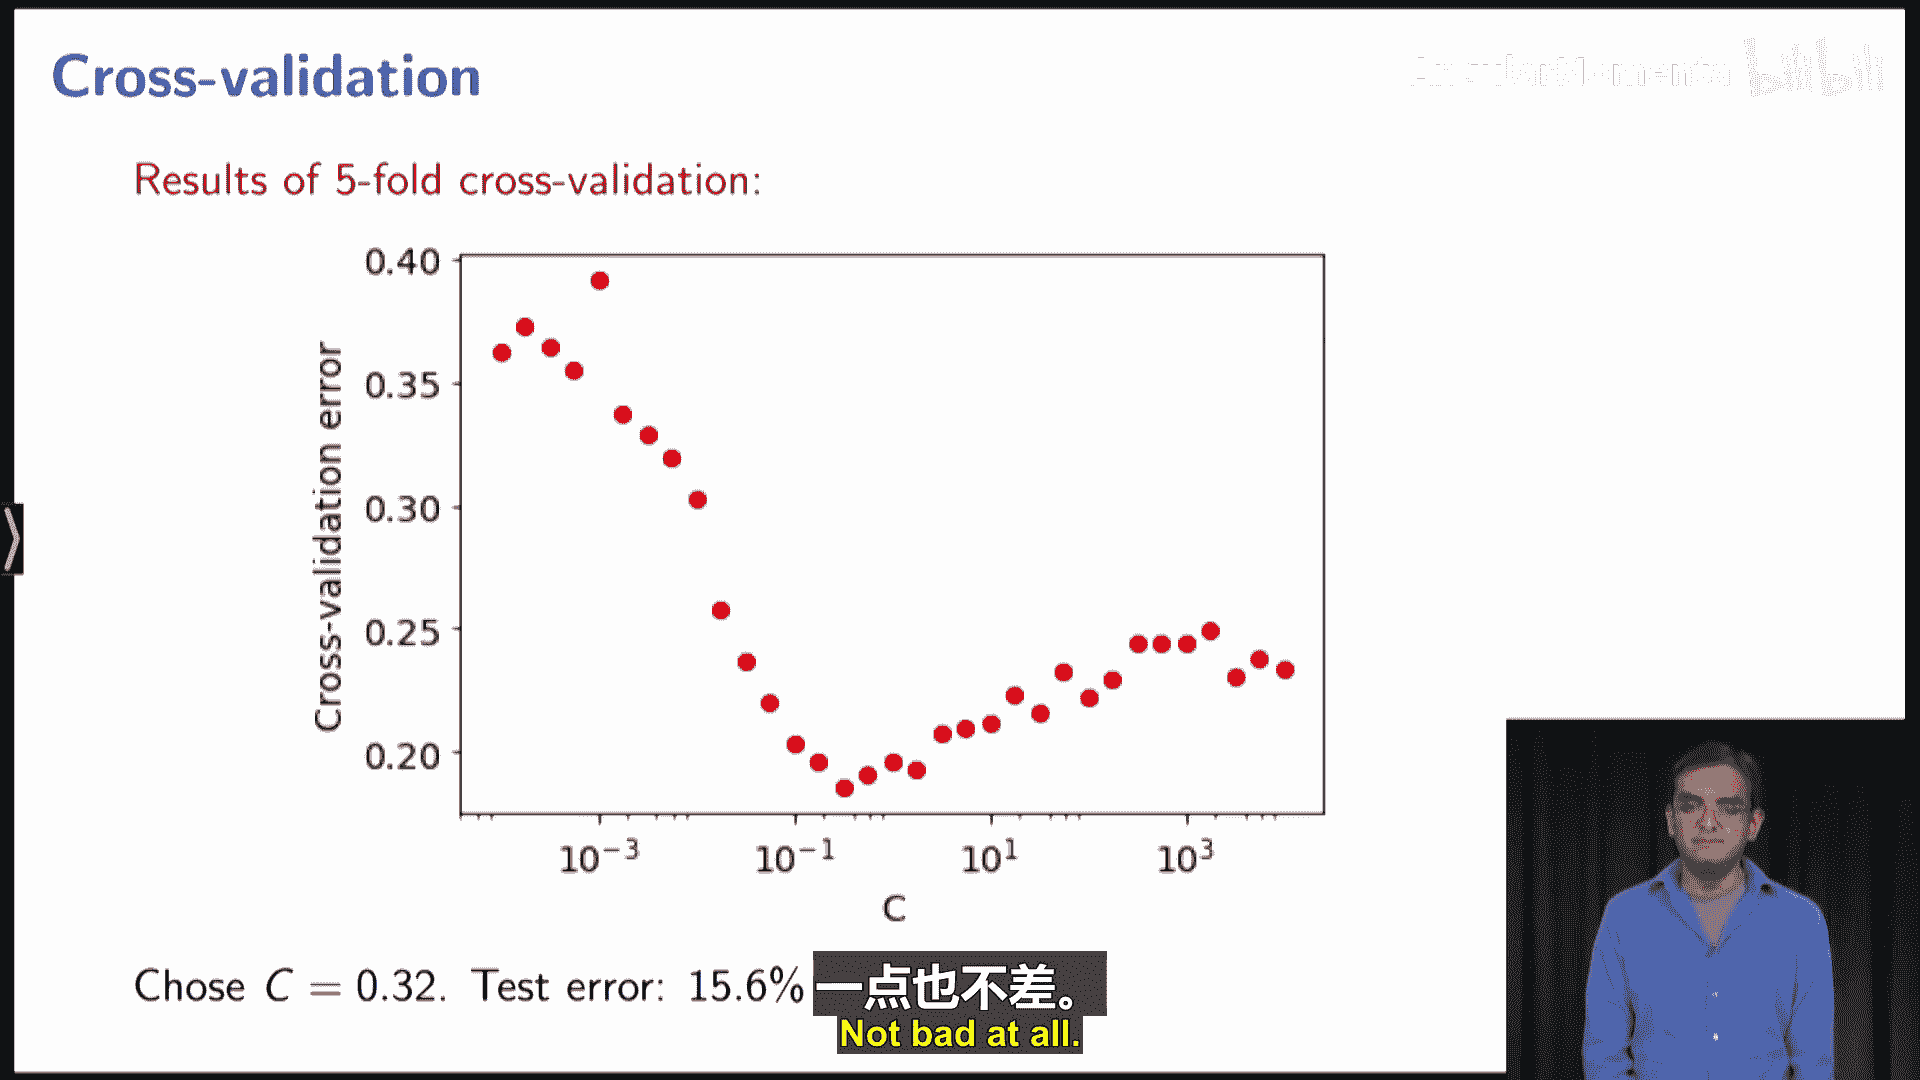 Cross-validation
bilibili
Results of 5-fold cross-validation:
0.40
0.35
0.30
0.25
0.20
Cross-validation error
10⁻³ 10⁻¹ 10¹ 10³
C
Chose C = 0.32. Test error: 15.6%
一点也不差。
Not bad at all.